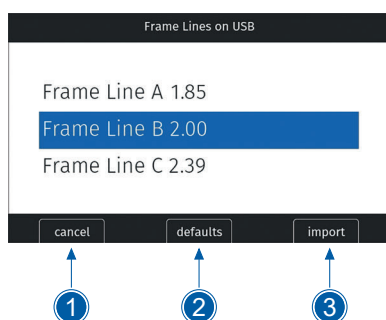 Frame Lines on USB
Frame Line A 1.85
Frame Line B 2.00
Frame Line C 2.39
cancel defaults import
1 2 3